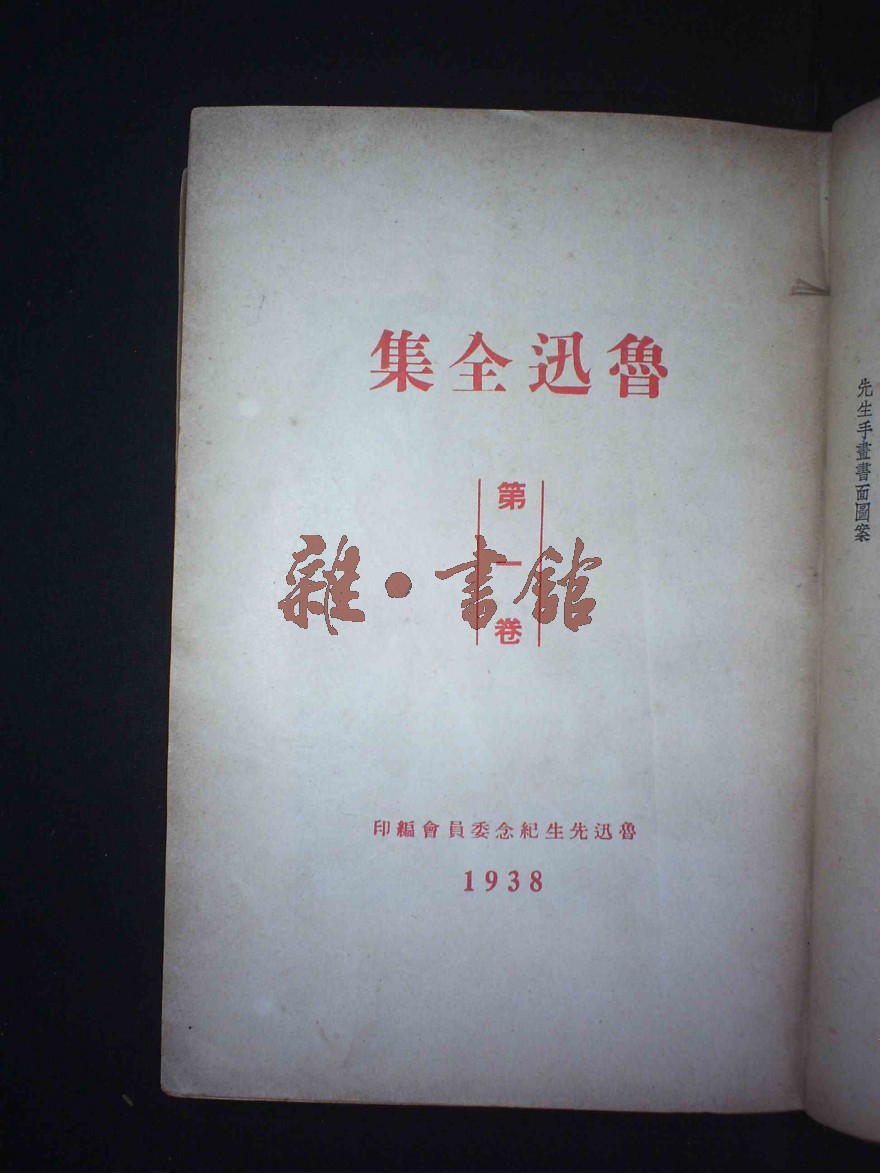 魯迅全集
第一卷
雜·書館
魯迅先生紀念委員會編印
1938
先生手畫書面圖案